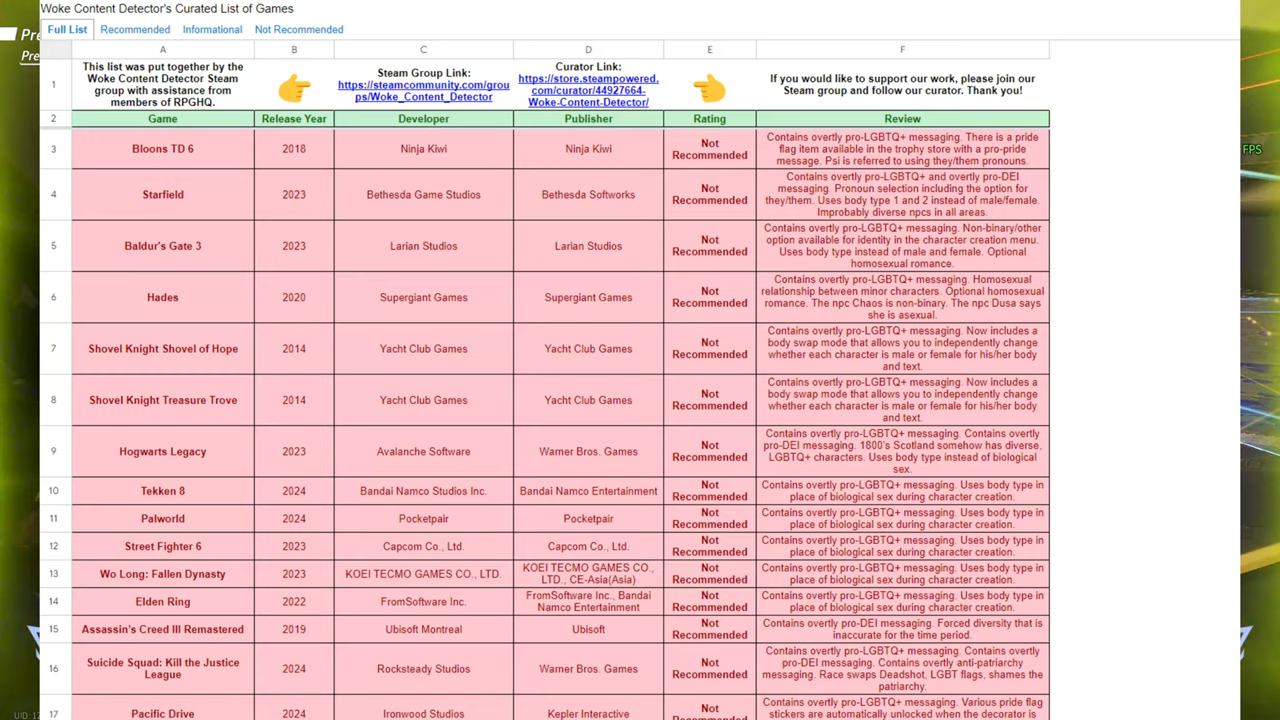 Woke Content Detector's Curated List of Games
Full List Recommended Informational Not Recommended
A B C D E F
1
This list was put together by the
Woke Content Detector Steam
group with assistance from
members of RPGHQ.
Steam Group Link:
https://steamcommunity.com/grou
ps/Woke_Content_Detector
Curator Link:
https://store.steampowered.
com/curator/44927664-
Woke-Content-Detector/
If you would like to support our work, please join our
Steam group and follow our curator. Thank you!
2 Game Release Year Developer Publisher Rating Review
3 Bloons TD 6 2018 Ninja Kiwi Ninja Kiwi
Not
Recommended
Contains overtly pro-LGBTQ+ messaging. There is a pride
flag item available in the trophy store with a pro-pride
message. Psi is referred to using they/them pronouns.
4 Starfield 2023 Bethesda Game Studios Bethesda Softworks
Not
Recommended
Contains overtly pro-LGBTQ+ and overtly pro-DEI
messaging. Pronoun selection including the option for
they/them. Uses body type 1 and 2 instead of male/female.
Improbably diverse npcs in all areas.
5 Baldur's Gate 3 2023 Larian Studios Larian Studios
Not
Recommended
Contains overtly pro-LGBTQ+ messaging. Non-binary/other
option available for identity in the character creation menu.
Uses body type instead of male and female. Optional
homosexual romance.
6 Hades 2020 Supergiant Games Supergiant Games
Not
Recommended
Contains overtly pro-LGBTQ+ messaging. Homosexual
relationship between minor characters. Optional homosexual
romance. The npc Chaos is non-binary. The npc Dusa says
she is asexual.
7 Shovel Knight Shovel of Hope 2014 Yacht Club Games Yacht Club Games
Not
Recommended
Contains overtly pro-LGBTQ+ messaging. Now includes a
body swap mode that allows you to independently change
whether each character is male or female for his/her body
and text.
8 Shovel Knight Treasure Trove 2014 Yacht Club Games Yacht Club Games
Not
Recommended
Contains overtly pro-LGBTQ+ messaging. Now includes a
body swap mode that allows you to independently change
whether each character is male or female for his/her body
and text.
9 Hogwarts Legacy 2023 Avalanche Software Warner Bros. Games
Not
Recommended
Contains overtly pro-LGBTQ+ messaging. Contains overtly
pro-DEI messaging. 1800's Scotland somehow has diverse,
LGBTQ+ characters. Uses body type instead of biological
sex.
10 Tekken 8 2024 Bandai Namco Studios Inc. Bandai Namco Entertainment
Not
Recommended
Contains overtly pro-LGBTQ+ messaging. Uses body type in
place of biological sex during character creation.
11 Palworld 2024 Pocketpair Pocketpair
Not
Recommended
Contains overtly pro-LGBTQ+ messaging. Uses body type in
place of biological sex during character creation.
12 Street Fighter 6 2023 Capcom Co., Ltd. Capcom Co., Ltd.
Not
Recommended
Contains overtly pro-LGBTQ+ messaging. Uses body type in
place of biological sex during character creation.
13 Wo Long: Fallen Dynasty 2023 KOEI TECMO GAMES CO., LTD.
KOEI TECMO GAMES CO.,
LTD., CE-Asia(Asia)
Not
Recommended
Contains overtly pro-LGBTQ+ messaging. Uses body type in
place of biological sex during character creation.
14 Elden Ring 2022 FromSoftware Inc.
FromSoftware Inc., Bandai
Namco Entertainment
Not
Recommended
Contains overtly pro-LGBTQ+ messaging. Uses body type in
place of biological sex during character creation.
15 Assassin's Creed III Remastered 2019 Ubisoft Montreal Ubisoft
Not
Recommended
Contains overtly pro-DEI messaging. Forced diversity that is
inaccurate for the time period.
16
Suicide Squad: Kill the Justice
League
2024 Rocksteady Studios Warner Bros. Games
Not
Recommended
Contains overtly pro-LGBTQ+ messaging. Contains overtly
pro-DEI messaging. Contains overtly anti-patriarchy
messaging. Race swaps Deadshot, LGBT flags, shames the
patriarchy.
17 Pacific Drive 2024 Ironwood Studios Kepler Interactive
Not
Recommended
Contains overtly pro-LGBTQ+ messaging. Various pride flag
stickers are automatically unlocked when the decorator is
Pre
Pre
FPS